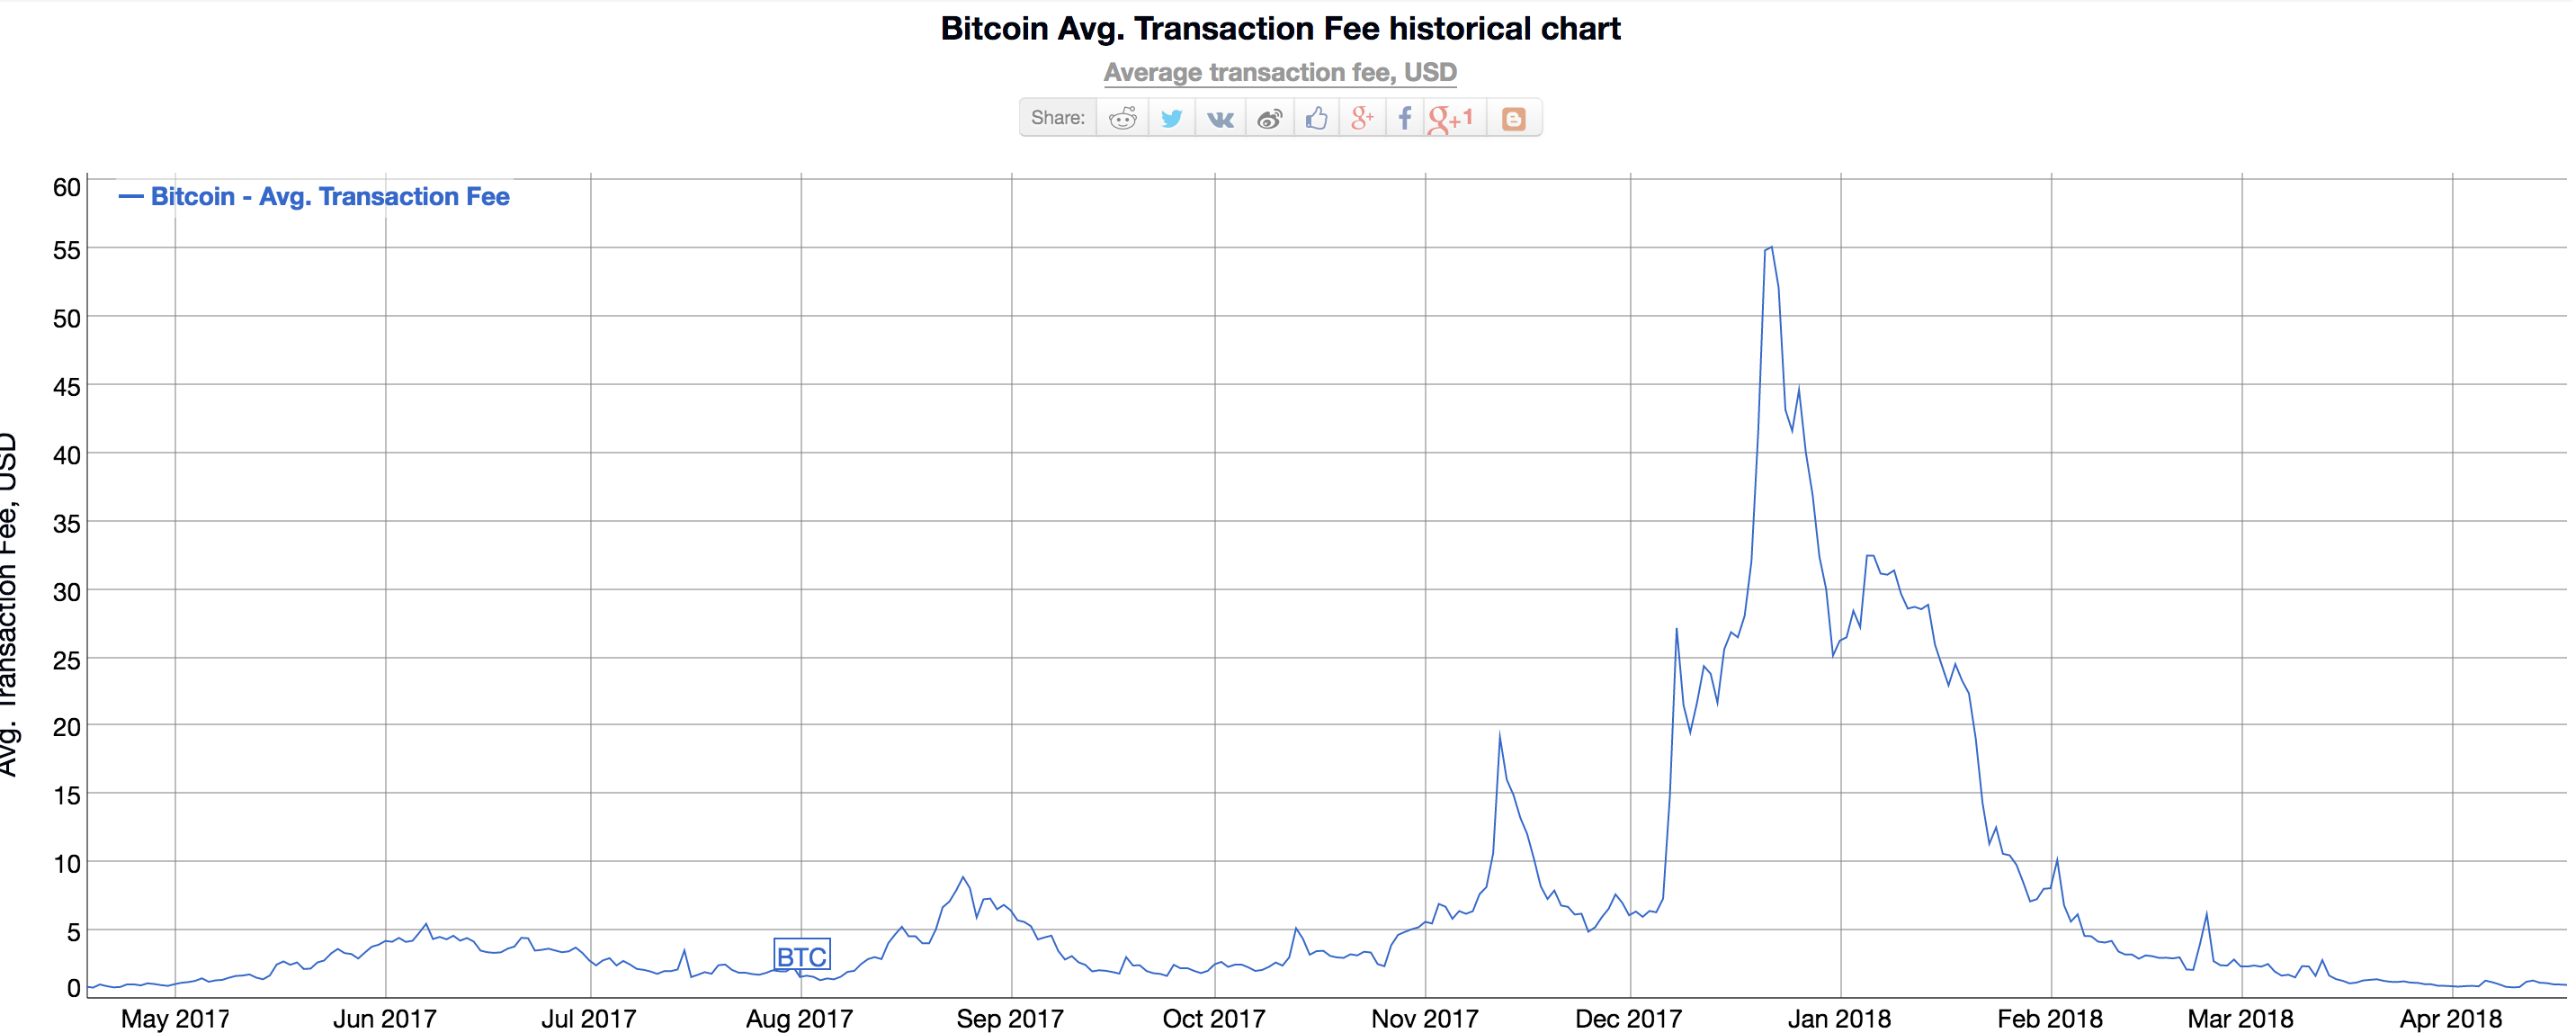 Bitcoin Avg. Transaction Fee historical chart
Average transaction fee, USD
Share: g+ f g+1
Bitcoin - Avg. Transaction Fee
Avg. Transaction Fee, USD
60
55
50
45
40
35
30
25
20
15
10
5
0
BTC
May 2017 Jun 2017 Jul 2017 Aug 2017 Sep 2017 Oct 2017 Nov 2017 Dec 2017 Jan 2018 Feb 2018 Mar 2018 Apr 2018